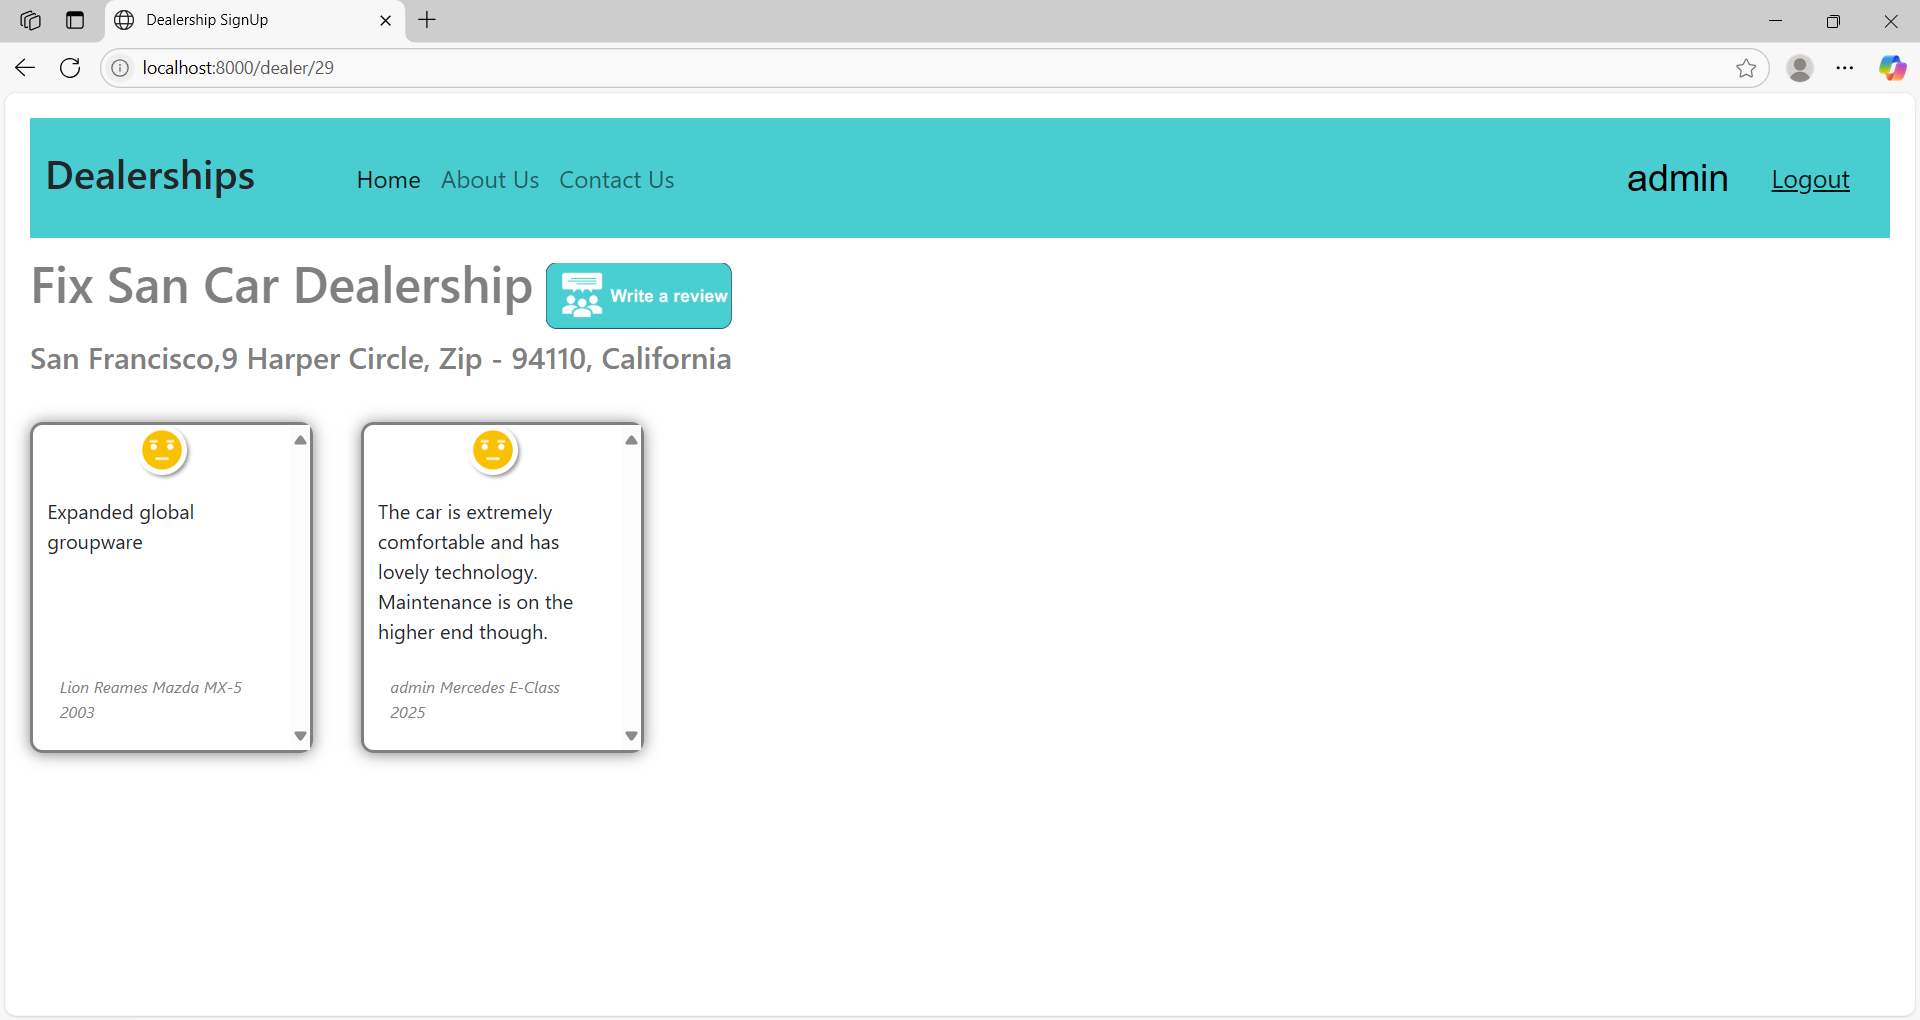 Dealership SignUp
localhost:8000/dealer/29
Dealerships
Home About Us Contact Us
admin Logout
Fix San Car Dealership
Write a review
San Francisco,9 Harper Circle, Zip - 94110, California
Expanded global
groupware
Lion Reames Mazda MX-5
2003
The car is extremely
comfortable and has
lovely technology.
Maintenance is on the
higher end though.
admin Mercedes E-Class
2025